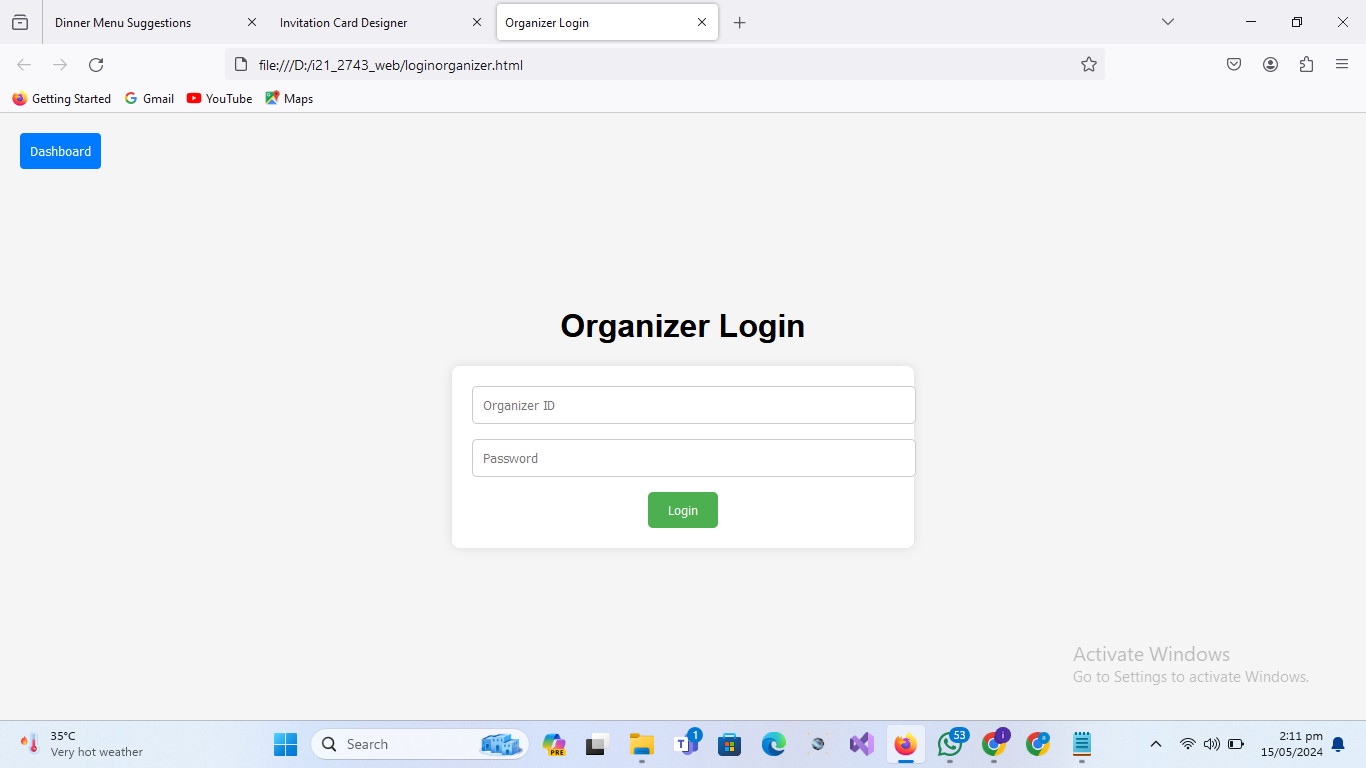 Dinner Menu Suggestions
Invitation Card Designer
Organizer Login
file:///D:/i21_2743_web/loginorganizer.html
Getting Started
Gmail
YouTube
Maps
Dashboard
Organizer Login
Organizer ID
Password
Login
Activate Windows
Go to Settings to activate Windows.
35°C
Very hot weather
Search
PRE
T
1
53
i
a
2:11 pm
15/05/2024